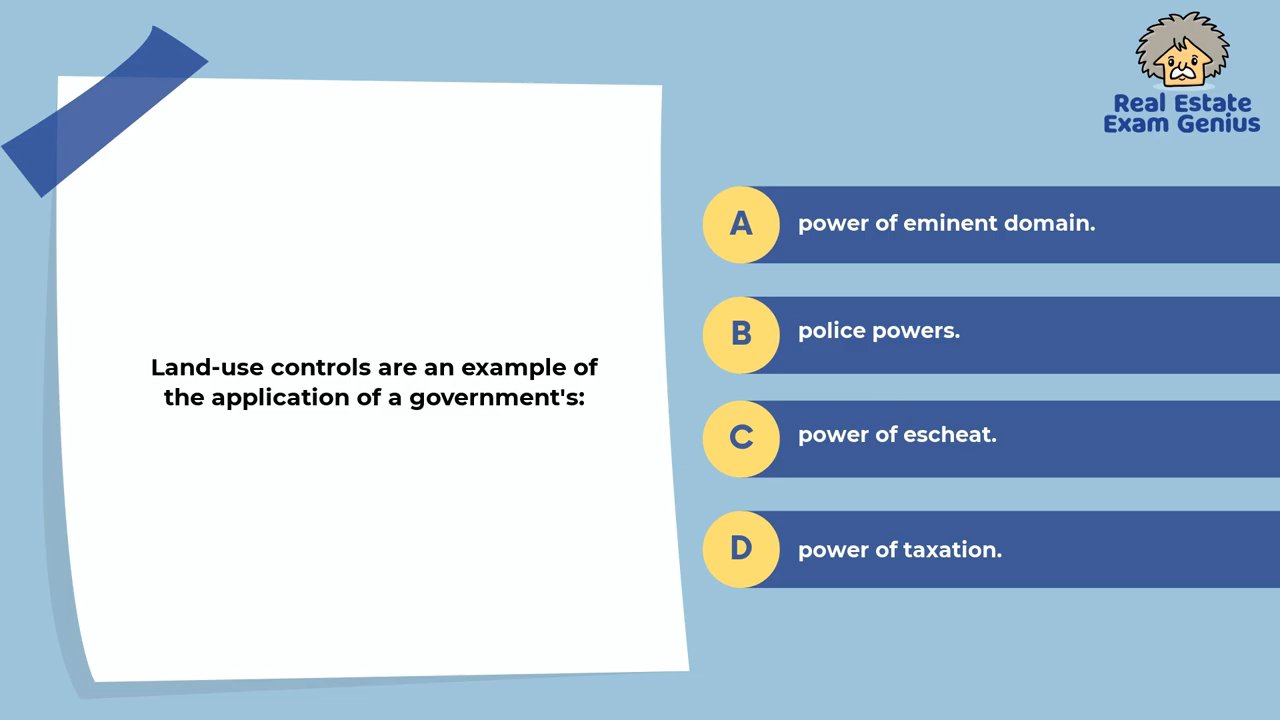 Real Estate
Exam Genius
Land-use controls are an example of
the application of a government's:
A power of eminent domain.
B police powers.
C power of escheat.
D power of taxation.